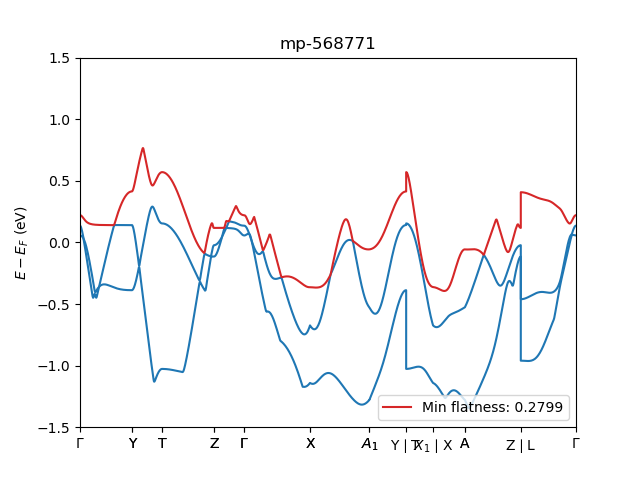 mp-568771
E − E_F (eV)
1.5
1.0
0.5
0.0
−0.5
−1.0
−1.5
Min flatness: 0.2799
Γ Y T Z Γ X A₁ Y | T X₁ | X A Z | L Γ